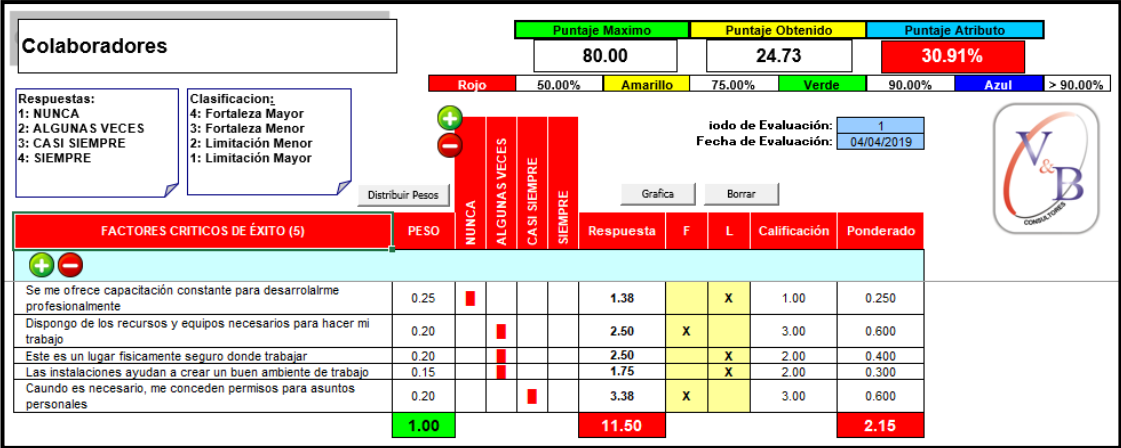 Colaboradores
Puntaje Maximo Puntaje Obtenido Puntaje Atributo
80.00 24.73 30.91%
Rojo 50.00% Amarillo 75.00% Verde 90.00% Azul > 90.00%
Respuestas:
1: NUNCA
2: ALGUNAS VECES
3: CASI SIEMPRE
4: SIEMPRE
Clasificacion:
4: Fortaleza Mayor
3: Fortaleza Menor
2: Limitación Menor
1: Limitación Mayor
iodo de Evaluación: 1
Fecha de Evaluación: 04/04/2019
V&B
CONSULTORES
Distribuir Pesos
Grafica
Borrar
FACTORES CRITICOS DE ÉXITO (5) PESO NUNCA ALGUNAS VECES CASI SIEMPRE SIEMPRE Respuesta F L Calificación Ponderado
Se me ofrece capacitación constante para desarrolalrme
profesionalmente
0.25 1.38 X 1.00 0.250
Dispongo de los recursos y equipos necesarios para hacer mi
trabajo
0.20 2.50 X 3.00 0.600
Este es un lugar fisicamente seguro donde trabajar 0.20 2.50 X 2.00 0.400
Las instalaciones ayudan a crear un buen ambiente de trabajo 0.15 1.75 X 2.00 0.300
Caundo es necesario, me conceden permisos para asuntos
personales
0.20 3.38 X 3.00 0.600
1.00 11.50 2.15